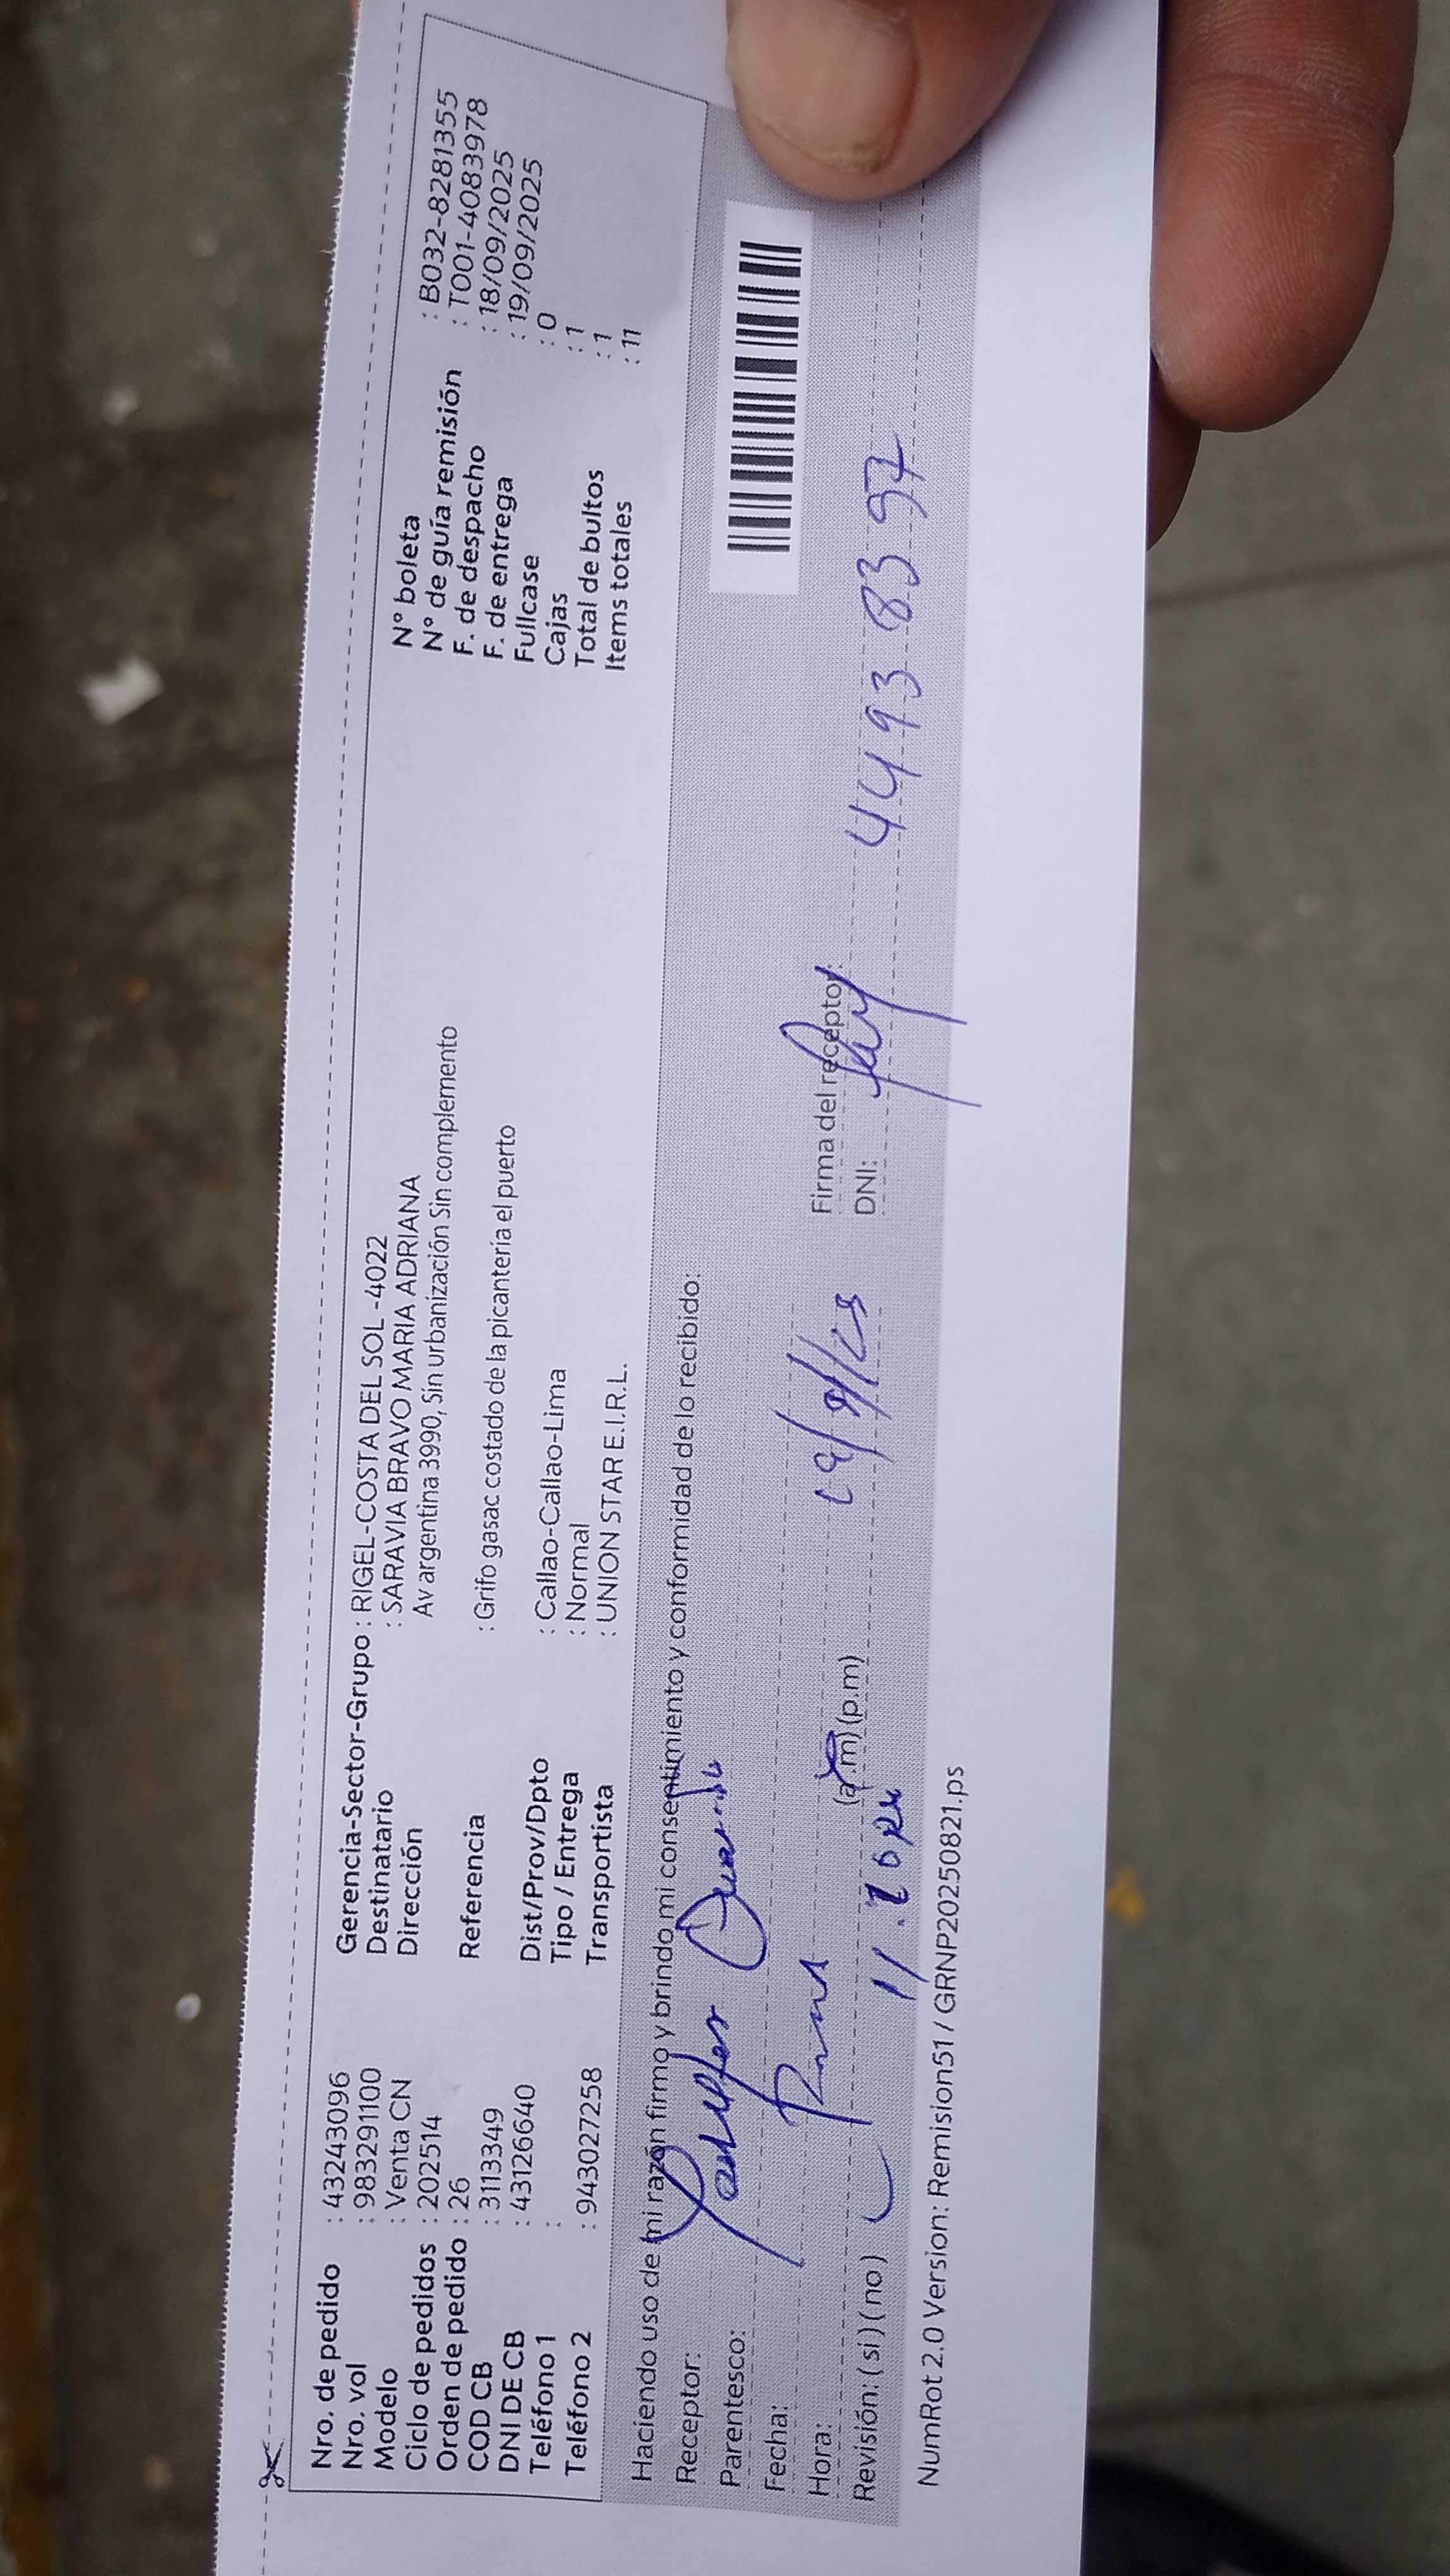 Nro. de pedido : 43243096
Nro. vol : 983291100
Modelo : Venta CN
Ciclo de pedidos : 202514
Orden de pedido : 26
COD CB : 3113349
DNI DE CB : 43126640
Teléfono 1 :
Teléfono 2 : 943027258
Gerencia-Sector-Grupo : RIGEL-COSTA DEL SOL -4022
Destinatario : SARAVIA BRAVO MARIA ADRIANA
Dirección Av argentina 3990, Sin urbanización Sin complemento
Referencia : Grifo gasac costado de la picanteria el puerto
Dist/Prov/Dpto : Callao-Callao-Lima
Tipo / Entrega : Normal
Transportista : UNION STAR E.I.R.L.
N° boleta : B032-8281355
N° de guía remisión : T001-4083978
F. de despacho : 18/09/2025
F. de entrega : 19/09/2025
Fullcase : 0
Cajas : 1
Total de bultos : 1
Items totales : 11
Haciendo uso de mi razón firmo y brindo mi consentimiento y conformidad de lo recibido:
Receptor:
Parentesco:
Fecha:
Hora: (a.m) (p.m) Firma del receptor:
Revisión: ( si ) ( no ) DNI: 44938397
NumRot 2.0 Version: Remision51 / GRNP20250821.ps